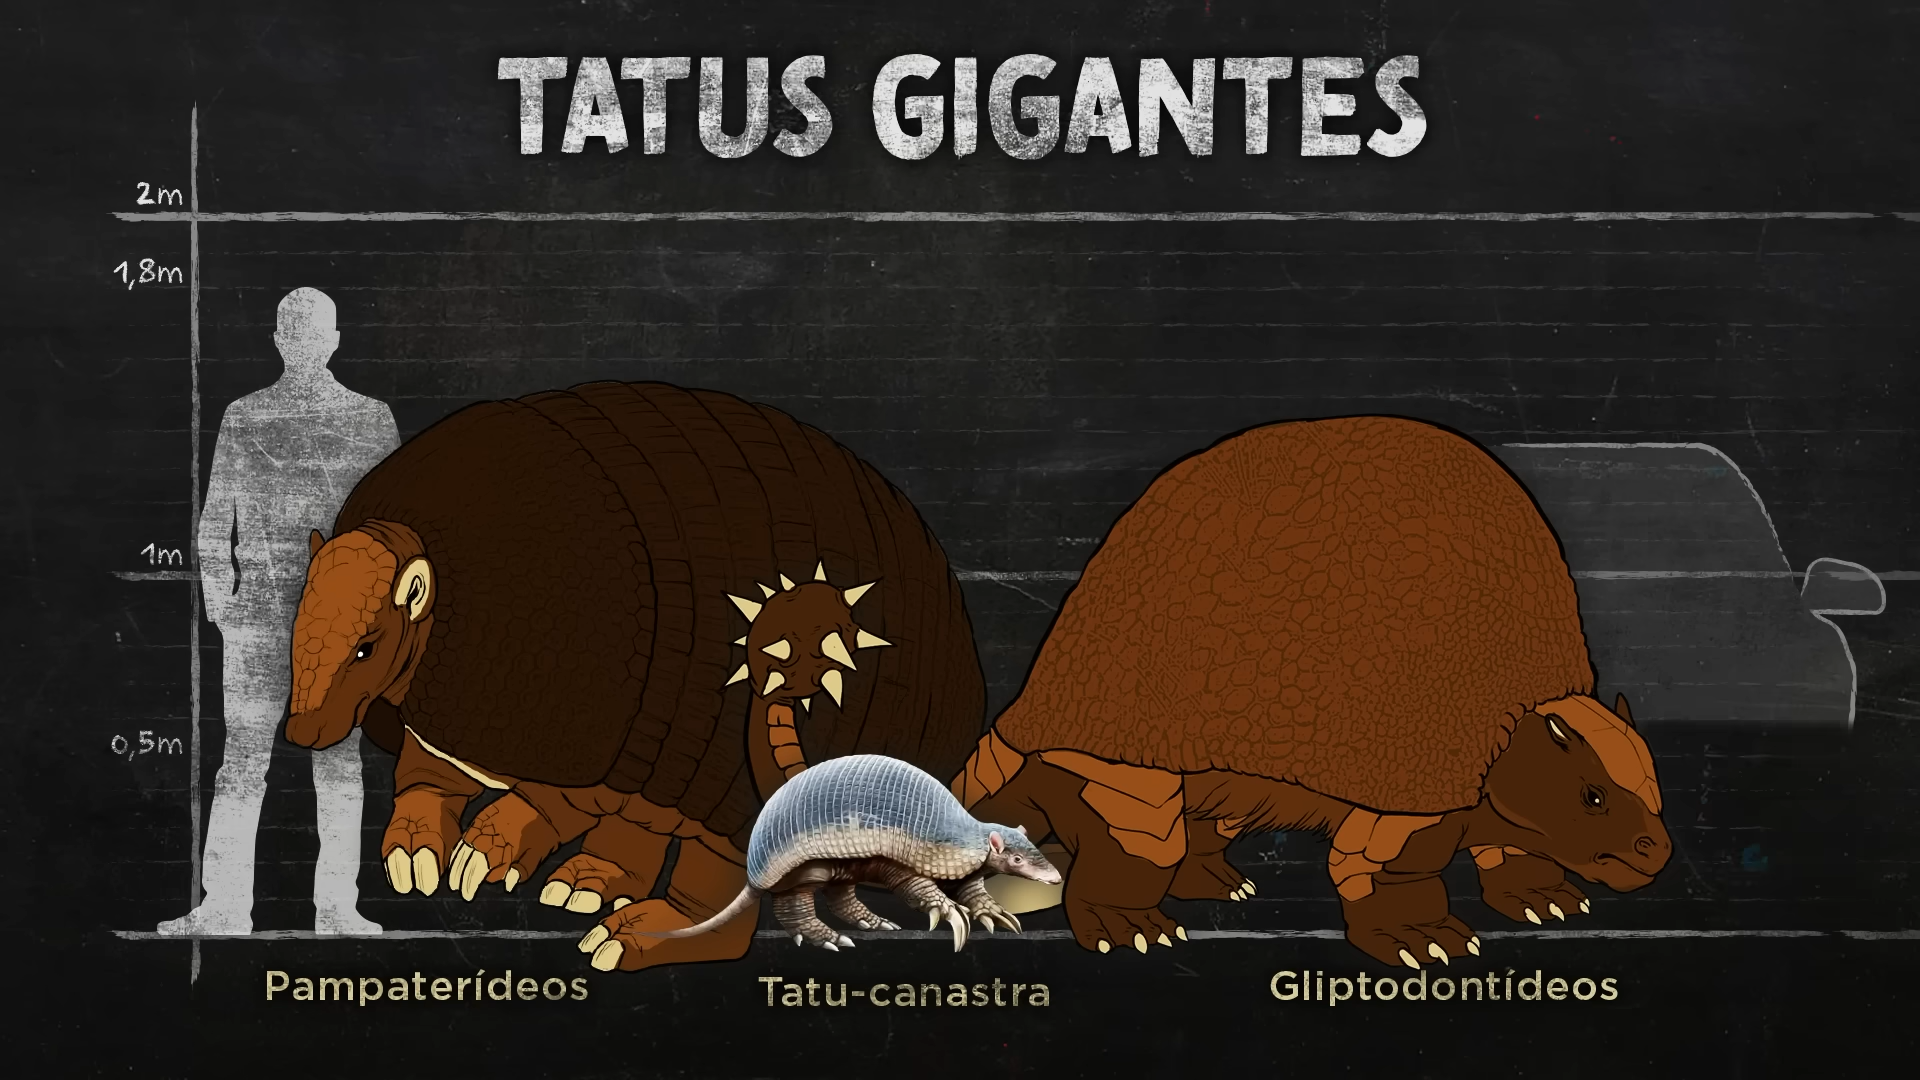 TATUS GIGANTES
2m
1,8m
1m
0,5m
Pampaterídeos
Tatu-canastra
Gliptodontídeos